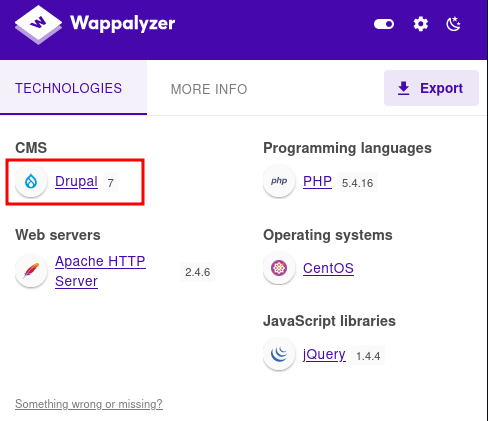 Wappalyzer
TECHNOLOGIES
MORE INFO
Export
CMS
Drupal 7
Web servers
Apache HTTP
Server
2.4.6
Programming languages
php PHP 5.4.16
Operating systems
CentOS
JavaScript libraries
jQuery 1.4.4
Something wrong or missing?